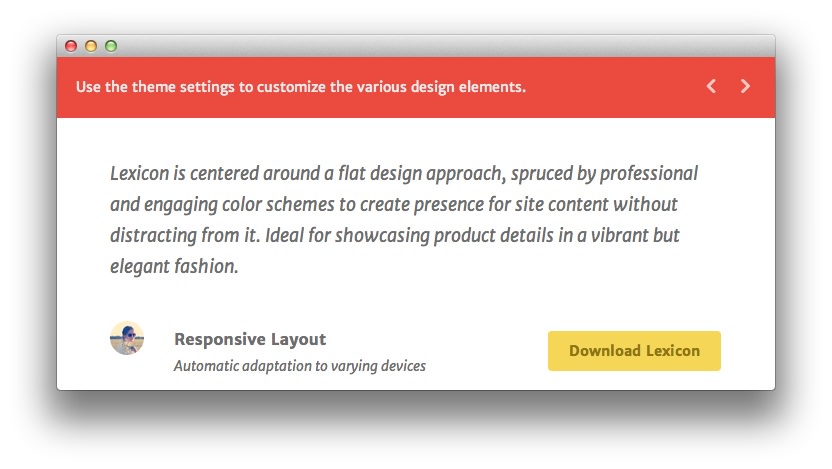 Use the theme settings to customize the various design elements.
Lexicon is centered around a flat design approach, spruced by professional
and engaging color schemes to create presence for site content without
distracting from it. Ideal for showcasing product details in a vibrant but
elegant fashion.
Responsive Layout
Automatic adaptation to varying devices
Download Lexicon